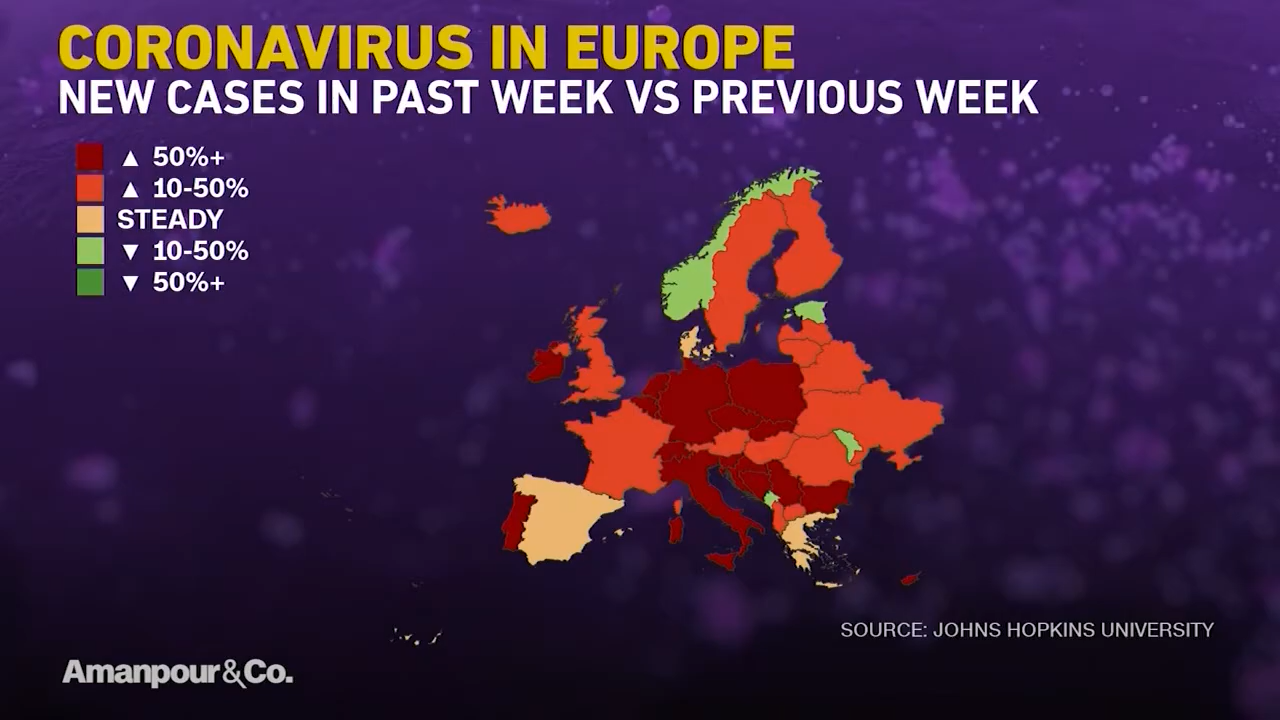 CORONAVIRUS IN EUROPE
NEW CASES IN PAST WEEK VS PREVIOUS WEEK
▲ 50%+
▲ 10-50%
STEADY
▼ 10-50%
▼ 50%+
SOURCE: JOHNS HOPKINS UNIVERSITY
Amanpour&Co.